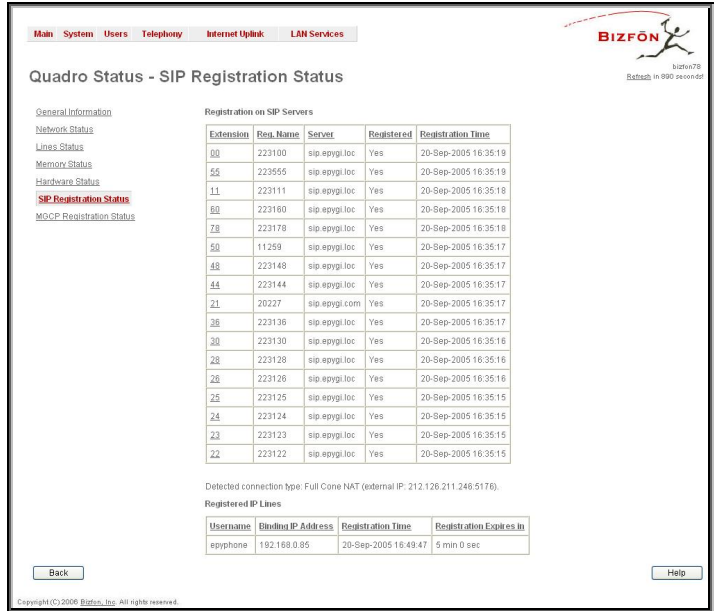 Main System Users Telephony Internet Uplink LAN Services
BIZFŌN
bizfon78
Refresh in 890 seconds!
Quadro Status - SIP Registration Status
General Information
Network Status
Lines Status
Memory Status
Hardware Status
SIP Registration Status
MGCP Registration Status
Registration on SIP Servers
Extension Reg. Name Server Registered Registration Time
00 223100 sip.epygi.loc Yes 20-Sep-2005 16:35:19
55 223555 sip.epygi.loc Yes 20-Sep-2005 16:35:19
11 223111 sip.epygi.loc Yes 20-Sep-2005 16:35:18
60 223160 sip.epygi.loc Yes 20-Sep-2005 16:35:18
78 223178 sip.epygi.loc Yes 20-Sep-2005 16:35:18
50 11259 sip.epygi.loc Yes 20-Sep-2005 16:35:17
48 223148 sip.epygi.loc Yes 20-Sep-2005 16:35:17
44 223144 sip.epygi.loc Yes 20-Sep-2005 16:35:17
21 20227 sip.epygi.com Yes 20-Sep-2005 16:35:17
36 223136 sip.epygi.loc Yes 20-Sep-2005 16:35:17
30 223130 sip.epygi.loc Yes 20-Sep-2005 16:35:16
28 223128 sip.epygi.loc Yes 20-Sep-2005 16:35:16
26 223126 sip.epygi.loc Yes 20-Sep-2005 16:35:16
25 223125 sip.epygi.loc Yes 20-Sep-2005 16:35:15
24 223124 sip.epygi.loc Yes 20-Sep-2005 16:35:15
23 223123 sip.epygi.loc Yes 20-Sep-2005 16:35:15
22 223122 sip.epygi.loc Yes 20-Sep-2005 16:35:15
Detected connection type: Full Cone NAT (external IP: 212.126.211.246:5176).
Registered IP Lines
Username Binding IP Address Registration Time Registration Expires in
epyphone 192.168.0.85 20-Sep-2005 16:49:47 5 min 0 sec
Back Help
Copyright (C) 2006 Bizfon, Inc. All rights reserved.